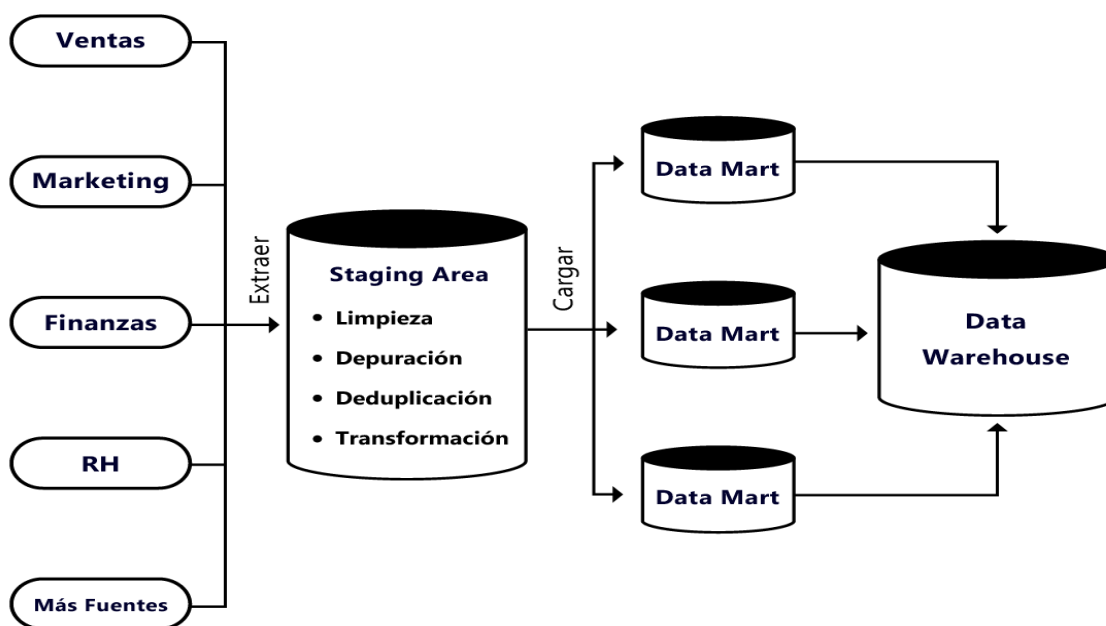 Ventas
Marketing
Finanzas
RH
Más Fuentes
Extraer
Staging Area
• Limpieza
• Depuración
• Deduplicación
• Transformación
Cargar
Data Mart
Data Mart
Data Mart
Data
Warehouse